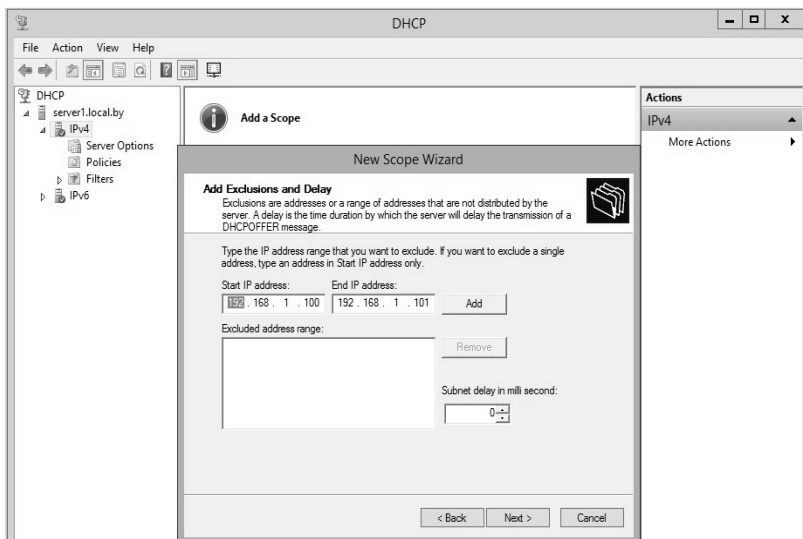 DHCP
File Action View Help
DHCP
server1.local.by
IPv4
Server Options
Policies
Filters
IPv6
Add a Scope
Actions
IPv4
More Actions
New Scope Wizard
Add Exclusions and Delay
Exclusions are addresses or a range of addresses that are not distributed by the
server. A delay is the time duration by which the server will delay the transmission of a
DHCPOFFER message.
Type the IP address range that you want to exclude. If you want to exclude a single
address, type an address in Start IP address only.
Start IP address: End IP address:
192 . 168 . 1 . 100 192 . 168 . 1 . 101 Add
Excluded address range:
Remove
Subnet delay in milli second:
0
< Back Next > Cancel